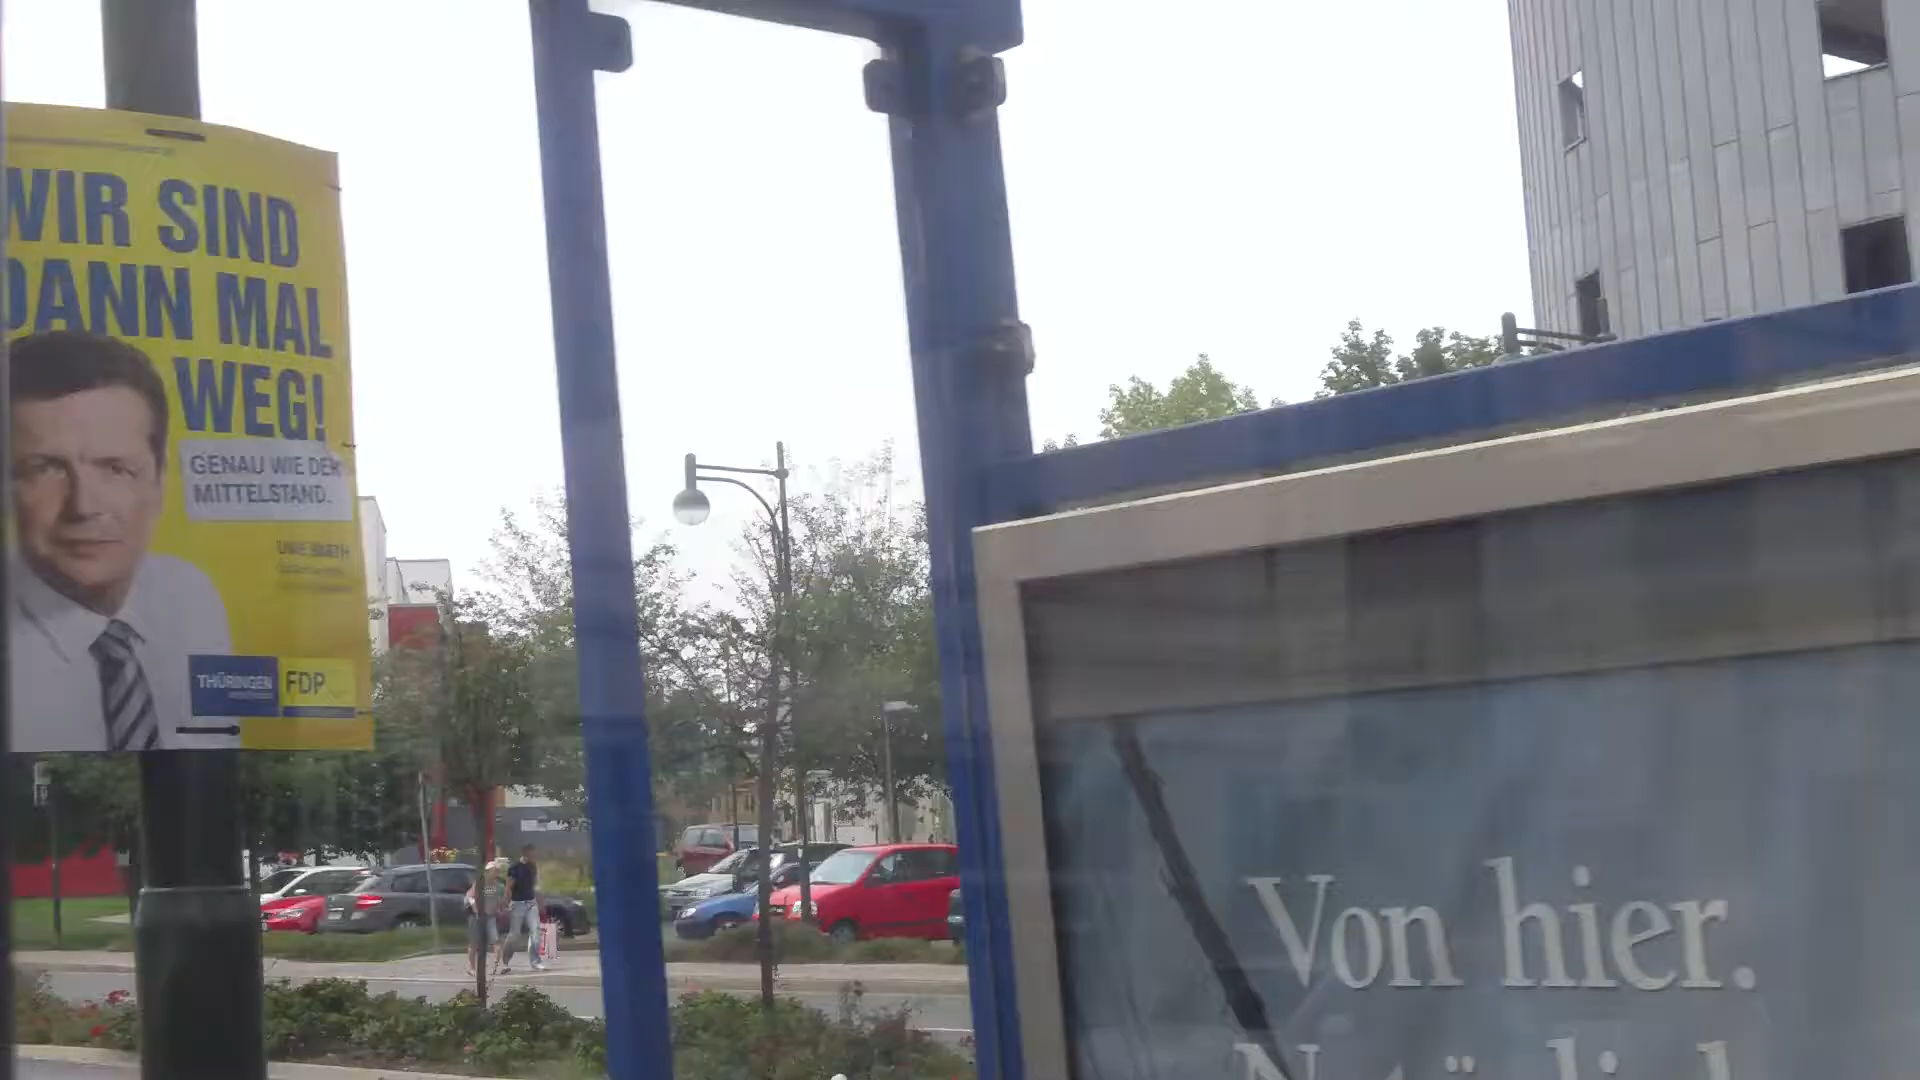 WIR SIND
DANN MAL
WEG!
GENAU WIE DER
MITTELSTAND.
UWE BARTH
THÜRINGEN
FDP
Von hier.